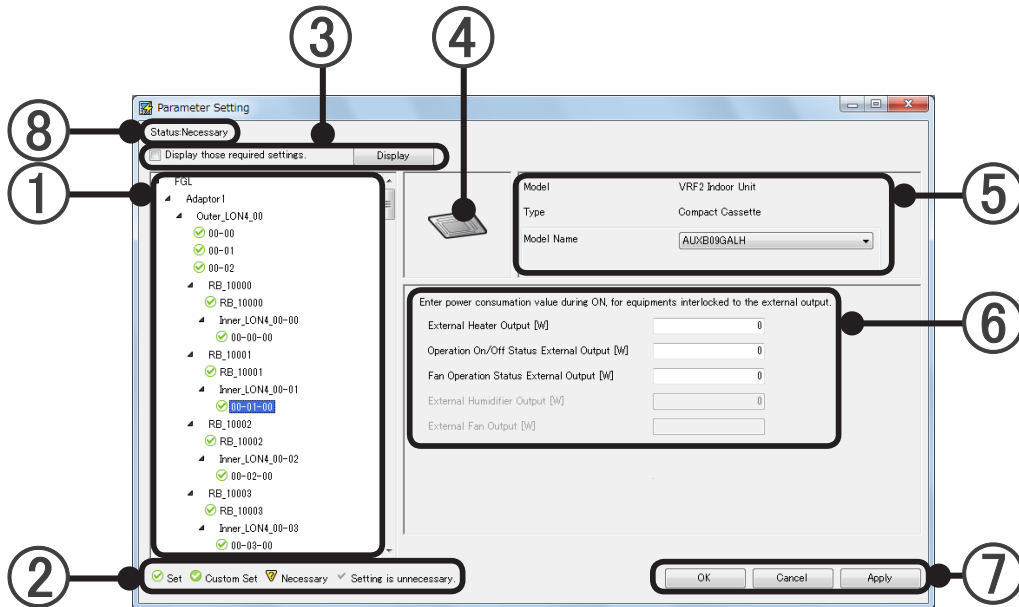 ③
④
Parameter Setting
⑧
Status:Necessary
Display those required settings.
Display
①
FGL
Adaptor1
Outer_LON4_00
00-00
00-01
00-02
RB_10000
RB_10000
Inner_LON4_00-00
00-00-00
RB_10001
RB_10001
Inner_LON4_00-01
00-01-00
RB_10002
RB_10002
Inner_LON4_00-02
00-02-00
RB_10003
RB_10003
Inner_LON4_00-03
00-03-00
Model VRF2 Indoor Unit
Type Compact Cassette
Model Name AUXB09GALH
⑤
Enter power consumation value during ON, for equipments interlocked to the external output.
External Heater Output [W] 0
Operation On/Off Status External Output [W] 0
Fan Operation Status External Output [W] 0
External Humidifier Output [W] 0
External Fan Output [W]
⑥
②
Set Custom Set Necessary Setting is unnecessary.
OK Cancel Apply
⑦